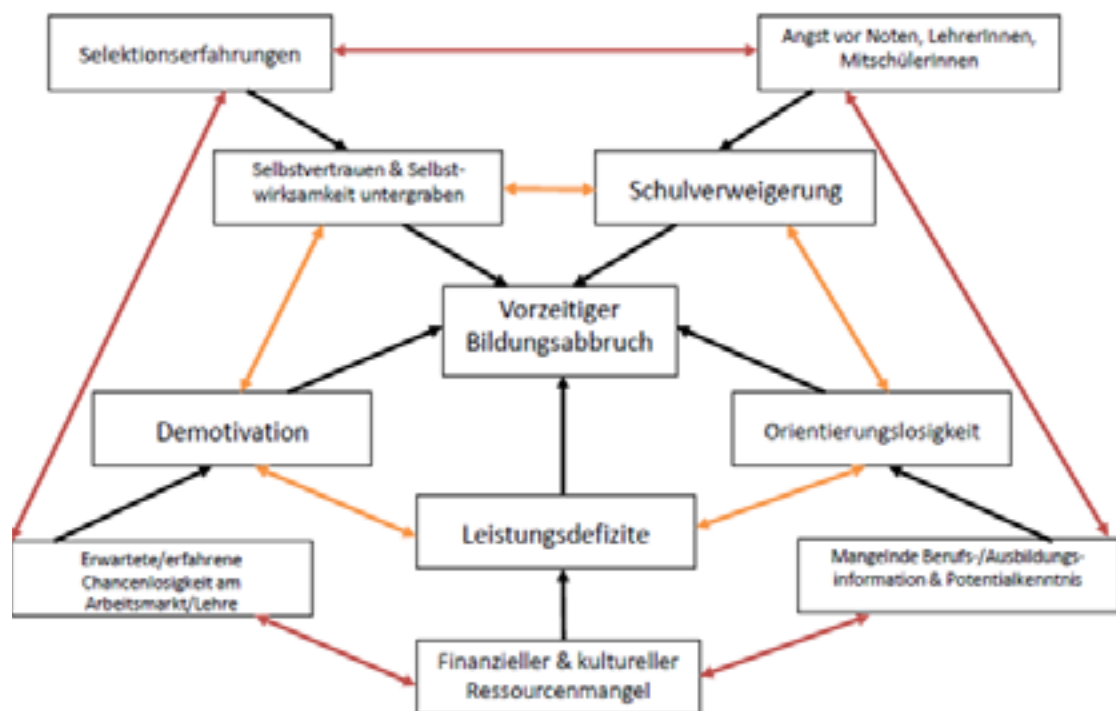 Selektionserfahrungen
Angst vor Noten, LehrerInnen,
MitschülerInnen
Selbstvertrauen & Selbst-
wirksamkeit untergraben
Schulverweigerung
Vorzeitiger
Bildungsabbruch
Demotivation
Orientierungslosigkeit
Leistungsdefizite
Erwartete/erfahrene
Chancenlosigkeit am
Arbeitsmarkt/Lehre
Mangelnde Berufs-/Ausbildungs-
information & Potentialkenntnis
Finanzieller & kultureller
Ressourcenmangel